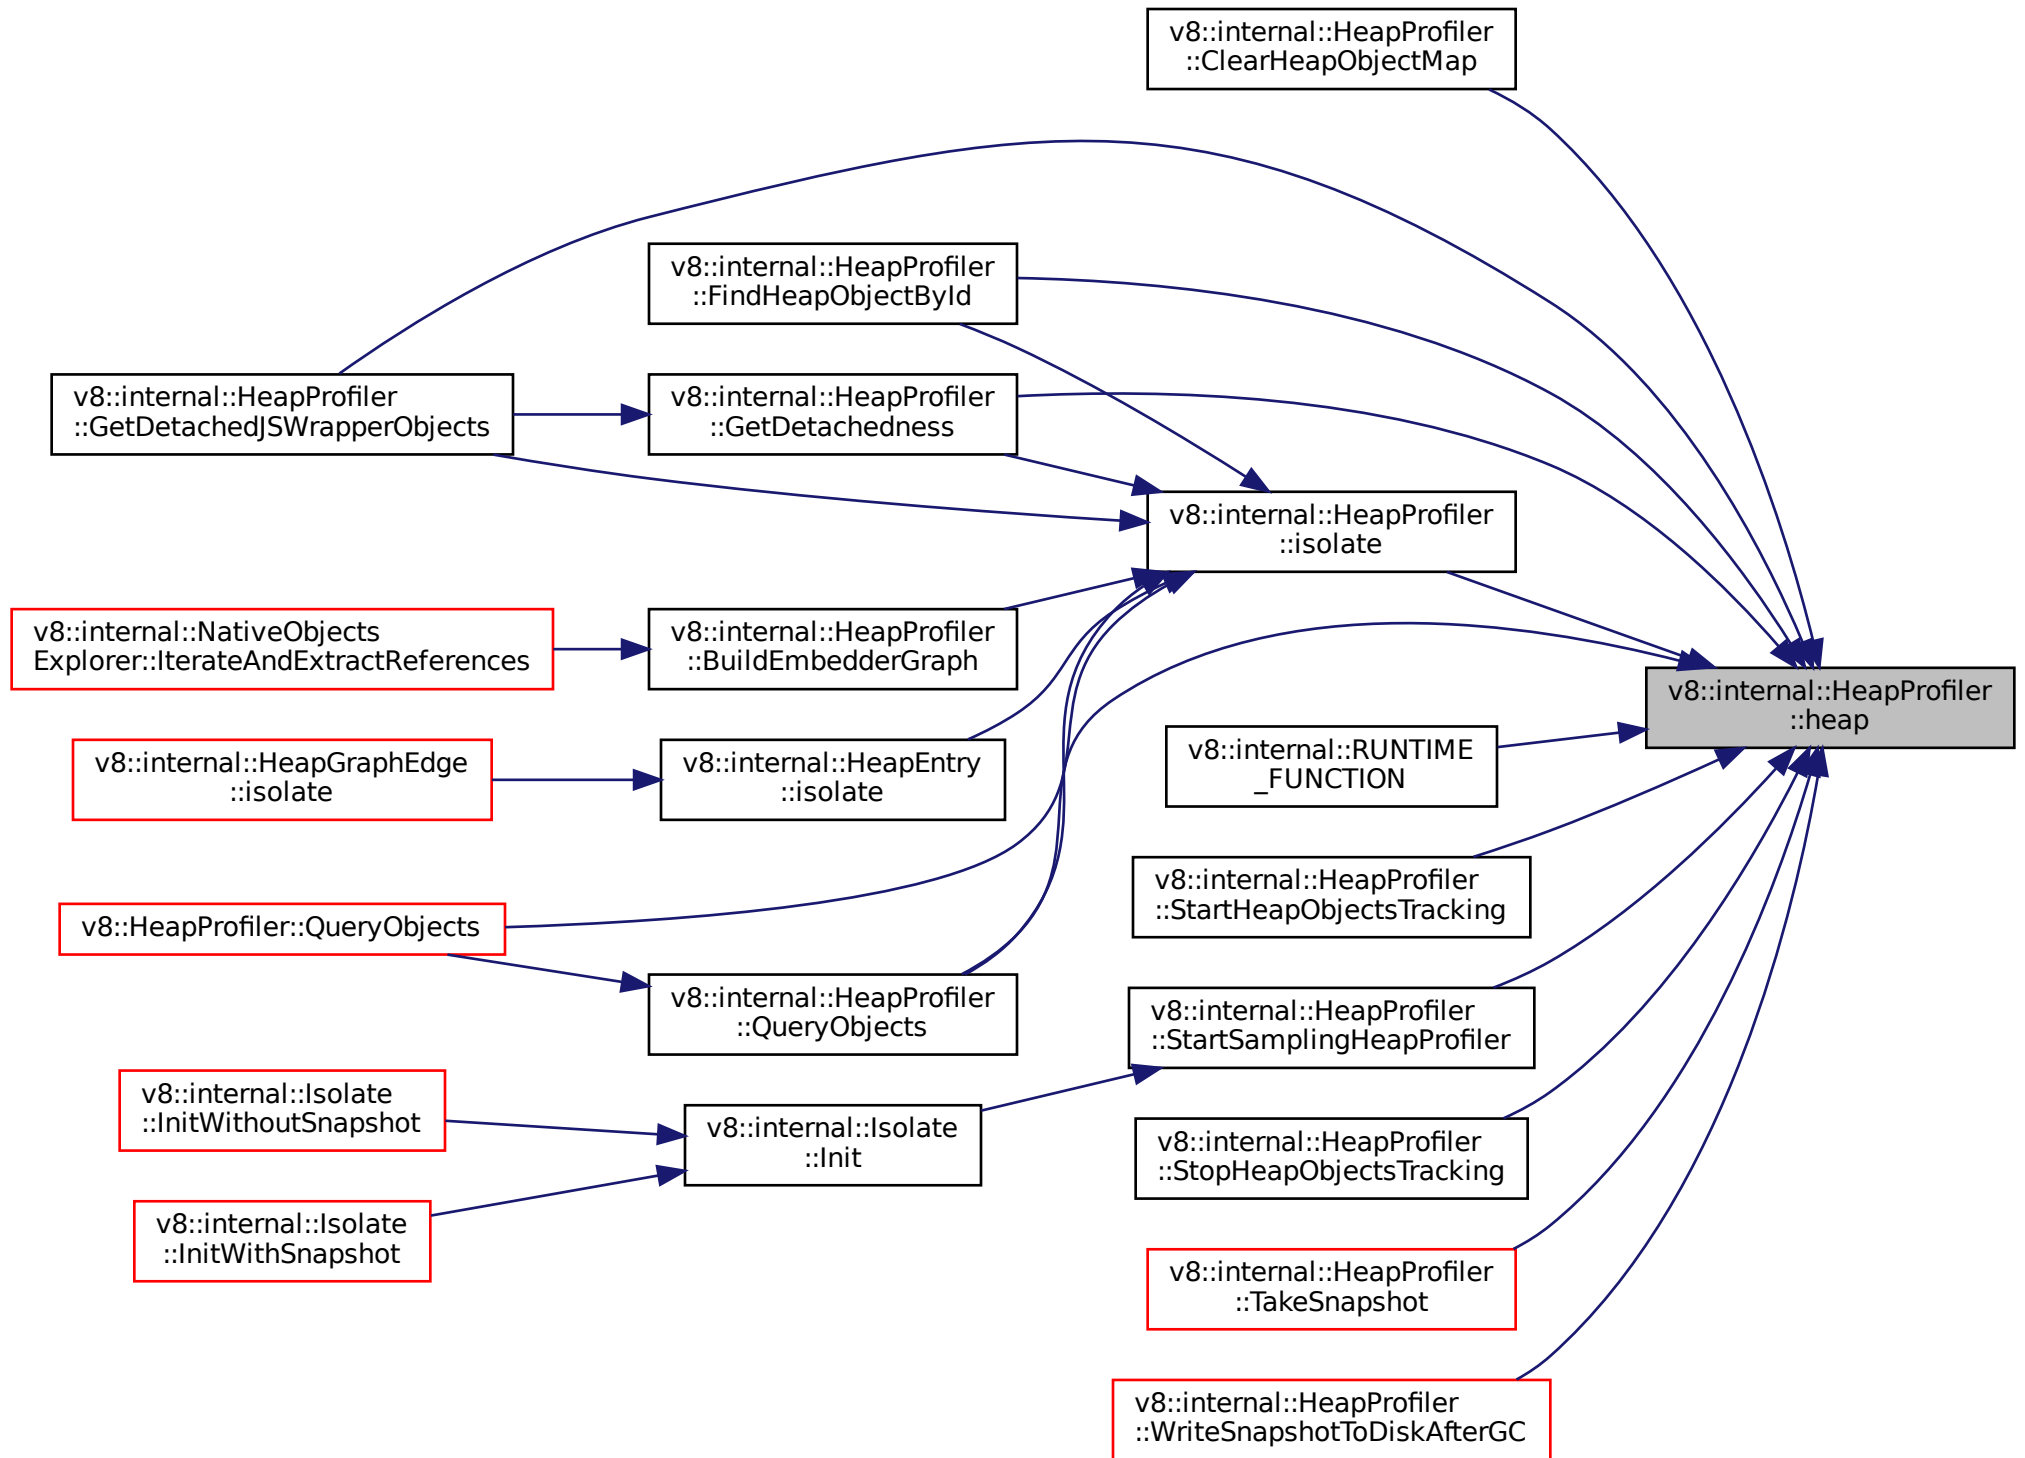 v8::internal::HeapProfiler
::ClearHeapObjectMap
v8::internal::HeapProfiler
::FindHeapObjectById
v8::internal::HeapProfiler
::GetDetachedJSWrapperObjects
v8::internal::HeapProfiler
::GetDetachedness
v8::internal::HeapProfiler
::isolate
v8::internal::NativeObjects
Explorer::IterateAndExtractReferences
v8::internal::HeapProfiler
::BuildEmbedderGraph
v8::internal::HeapProfiler
::heap
v8::internal::HeapGraphEdge
::isolate
v8::internal::HeapEntry
::isolate
v8::internal::RUNTIME
_FUNCTION
v8::internal::HeapProfiler
::StartHeapObjectsTracking
v8::HeapProfiler::QueryObjects
v8::internal::HeapProfiler
::QueryObjects
v8::internal::HeapProfiler
::StartSamplingHeapProfiler
v8::internal::Isolate
::InitWithoutSnapshot
v8::internal::Isolate
::Init
v8::internal::HeapProfiler
::StopHeapObjectsTracking
v8::internal::Isolate
::InitWithSnapshot
v8::internal::HeapProfiler
::TakeSnapshot
v8::internal::HeapProfiler
::WriteSnapshotToDiskAfterGC